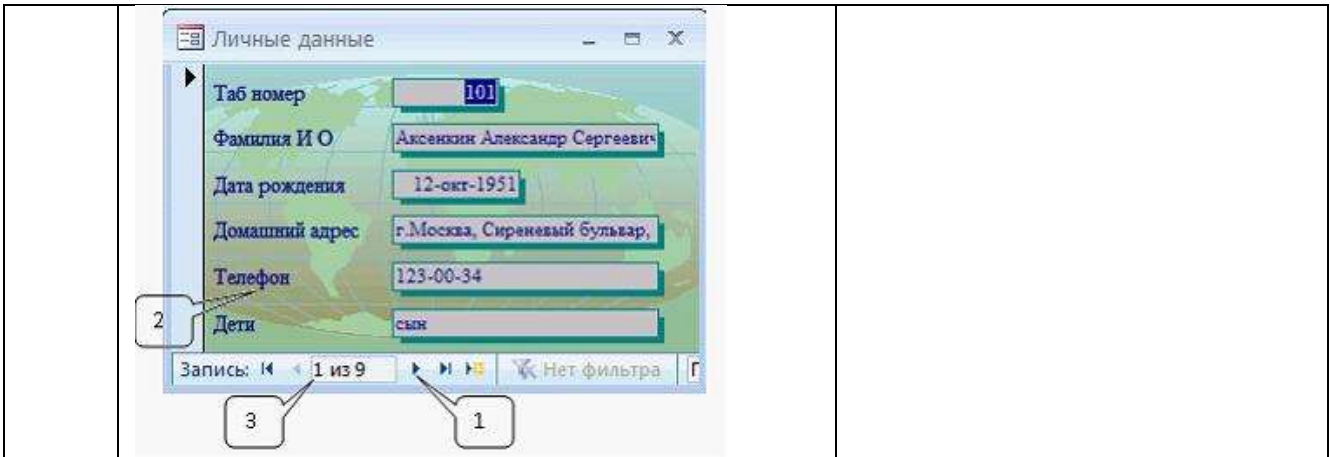 Личные данные
Таб номер 101
Фамилия И О Аксенкин Александр Сергеевич
Дата рождения 12-окт-1951
Домашний адрес г.Москва, Сиреневый бульвар,
Телефон 123-00-34
2
Дети сын
Запись: 1 из 9 Нет фильтра П
3 1